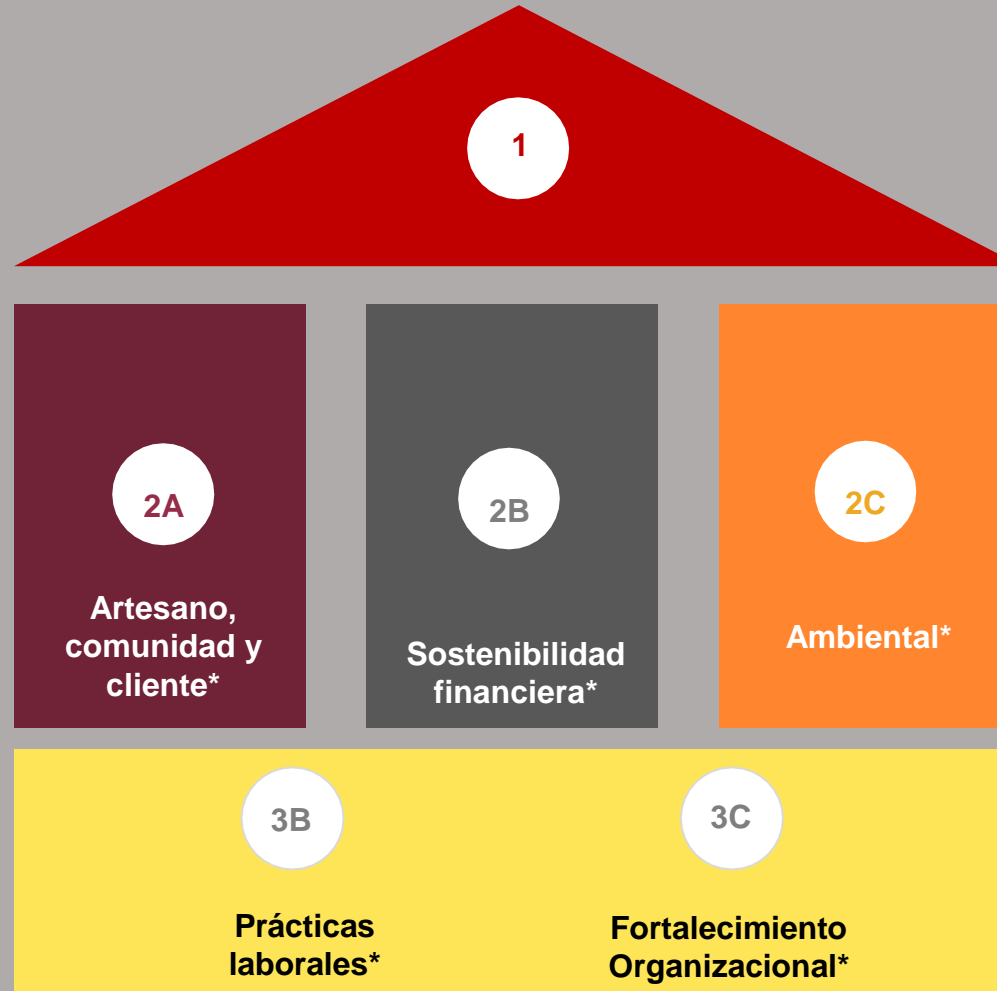 1
2A
Artesano,
comunidad y
cliente*
2B
Sostenibilidad
financiera*
2C
Ambiental*
3B
Prácticas
laborales*
3C
Fortalecimiento
Organizacional*